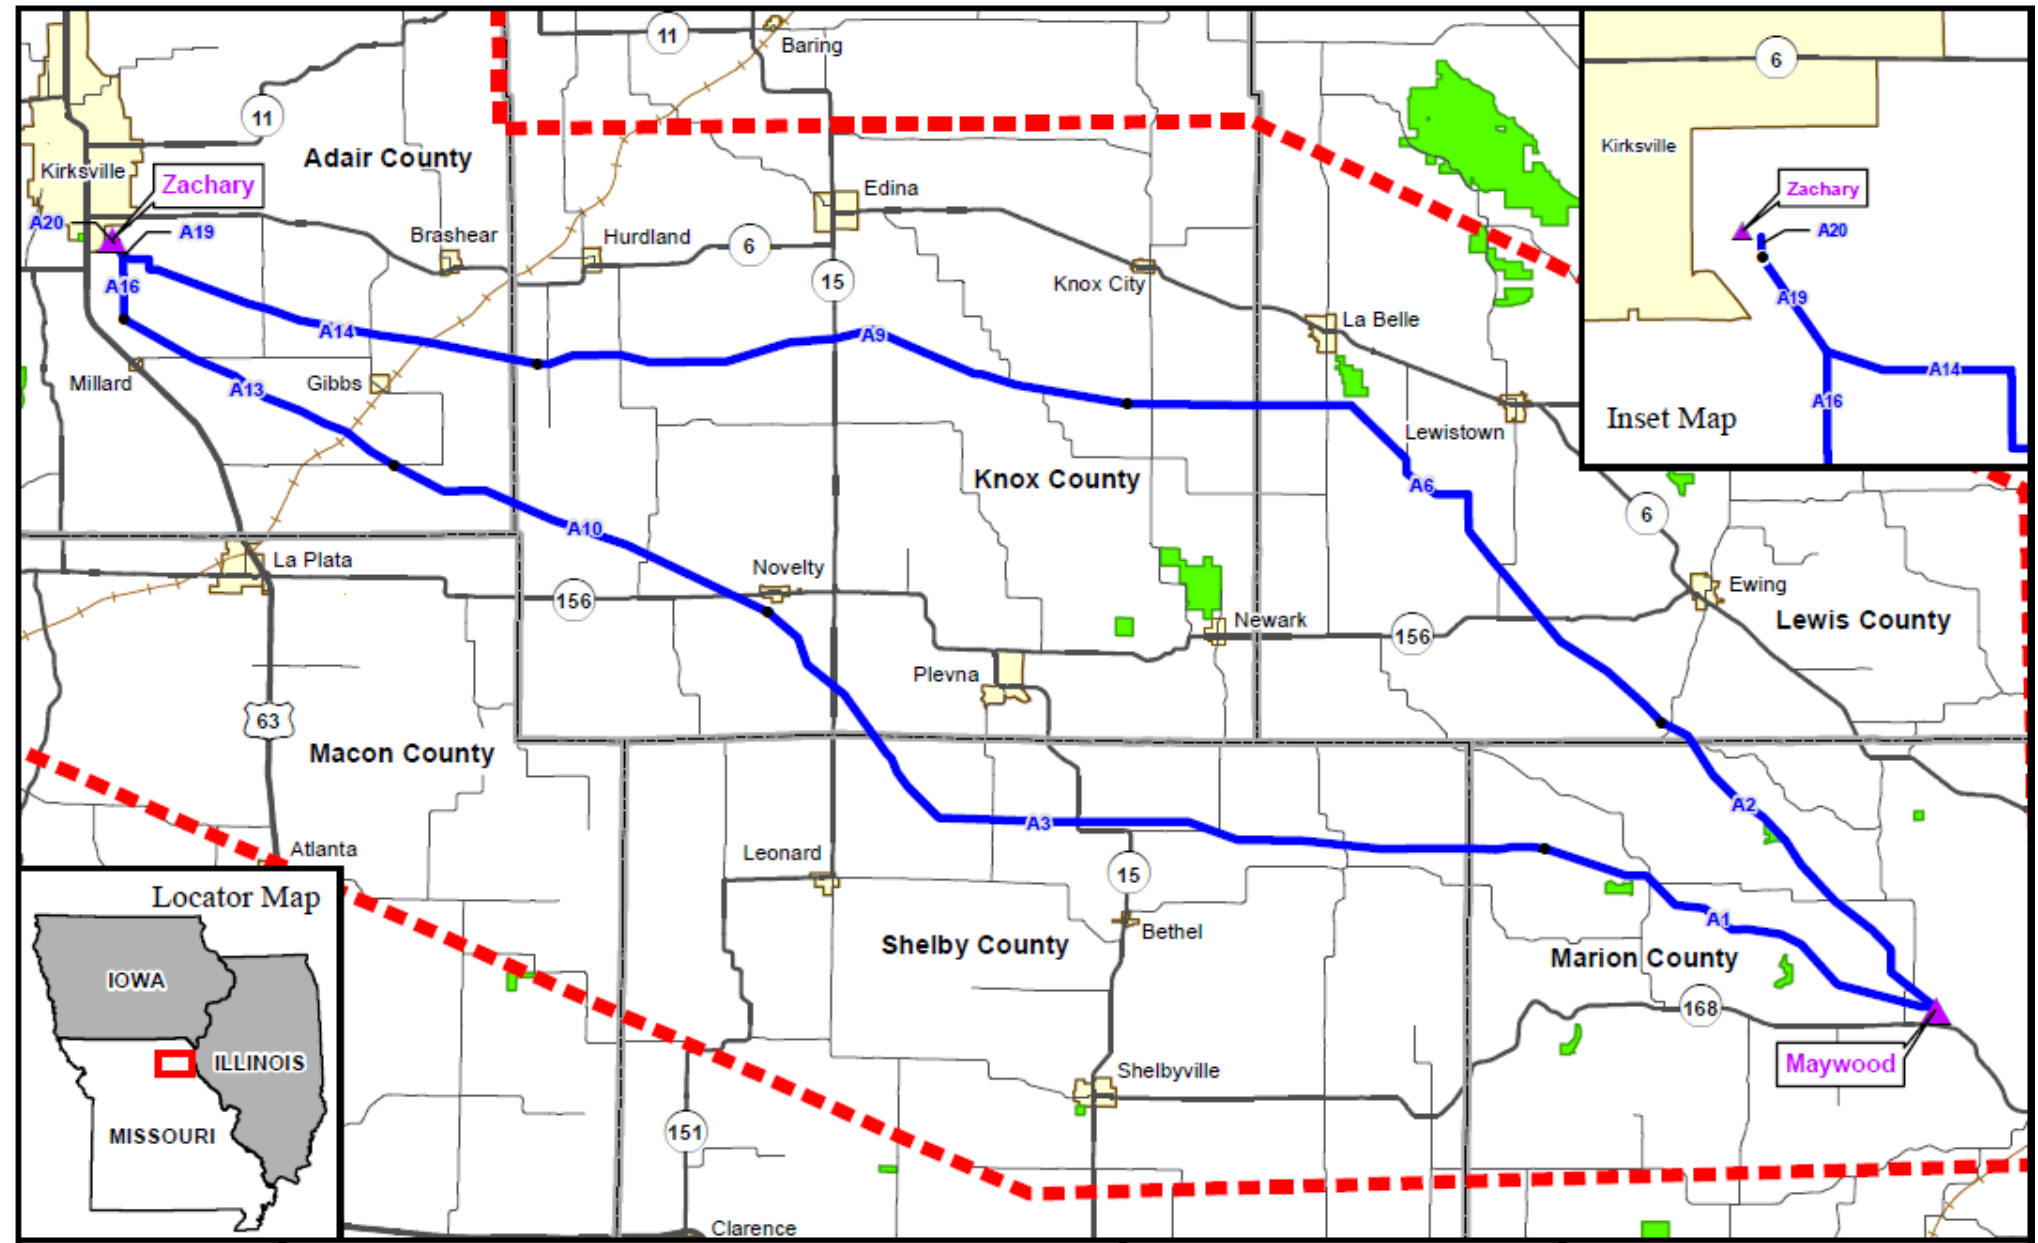 11
Baring
6
11
Kirksville
Adair County
Kirksville
Zachary
Zachary
Edina
A20
A19
Brashear
Hurdland
6
A20
Knox City
15
A16
A19
La Belle
A14
A9
A14
Millard
A13
Gibbs
A16
Inset Map
Lewistown
Knox County
A6
6
A10
La Plata
Novelty
Ewing
156
Newark
156
Lewis County
Plevna
63
Macon County
A2
A3
Atlanta
Leonard
15
Locator Map
A1
Bethel
Shelby County
Marion County
IOWA
168
ILLINOIS
Maywood
Shelbyville
MISSOURI
151
Clarence